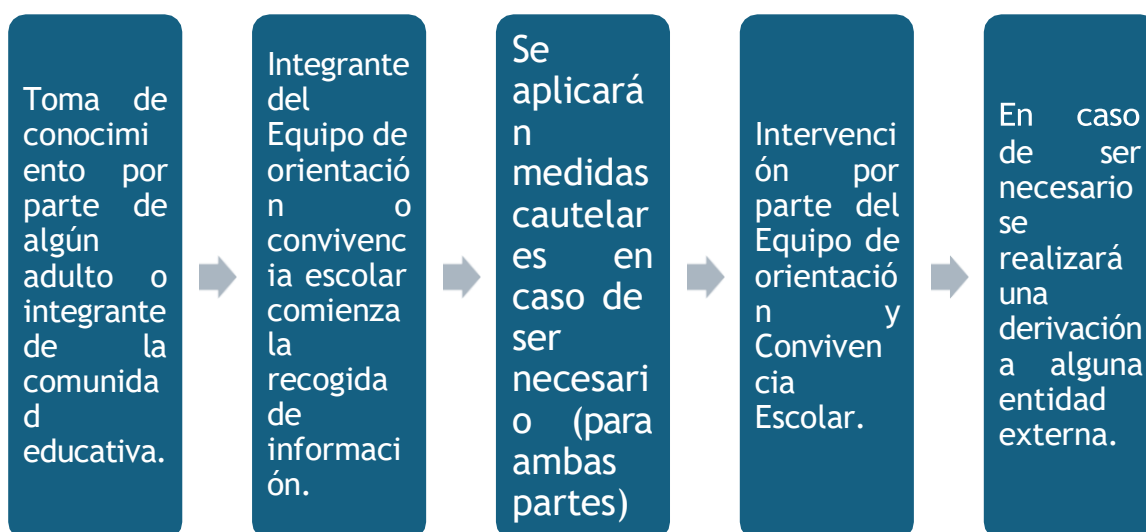 Toma de
conocimi
ento por
parte de
algún
adulto o
integrante
de la
comunida
d
educativa.
Integrante
del
Equipo de
orientació
n o
convivenc
ia escolar
comienza
la
recogida
de
informaci
ón.
Se
aplicará
n
medidas
cautelar
es en
caso de
ser
necesari
o (para
ambas
partes)
Intervenci
ón por
parte del
Equipo de
orientació
n y
Conviven
cia
Escolar.
En caso
de ser
necesario
se
realizará
una
derivación
a alguna
entidad
externa.